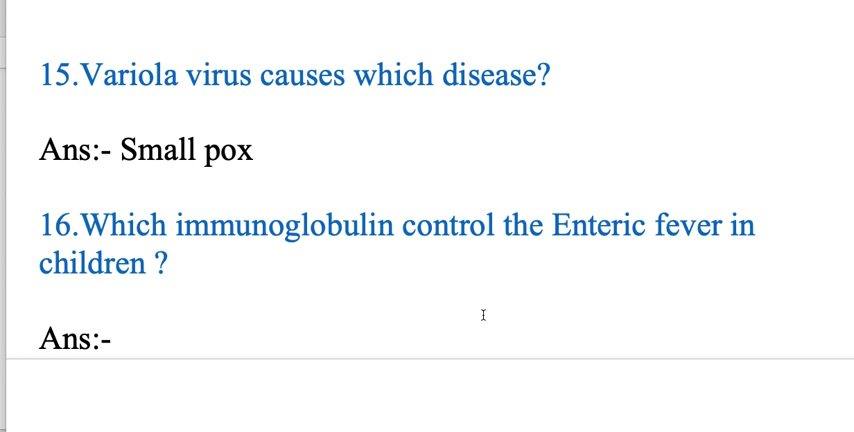 15.Variola virus causes which disease?
Ans:- Small pox
16.Which immunoglobulin control the Enteric fever in
children ?
Ans:-